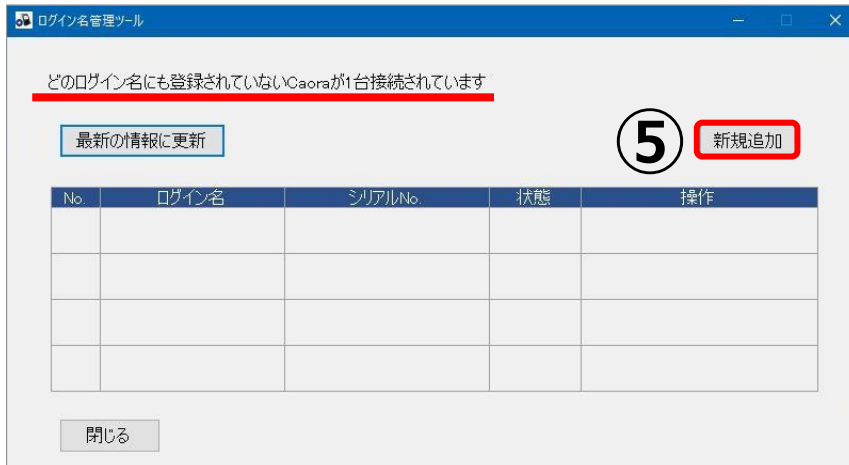 ログイン名管理ツール
どのログイン名にも登録されていないCaoraが1台接続されています
最新の情報に更新 ⑤ 新規追加
No. ログイン名 シリアルNo. 状態 操作
閉じる